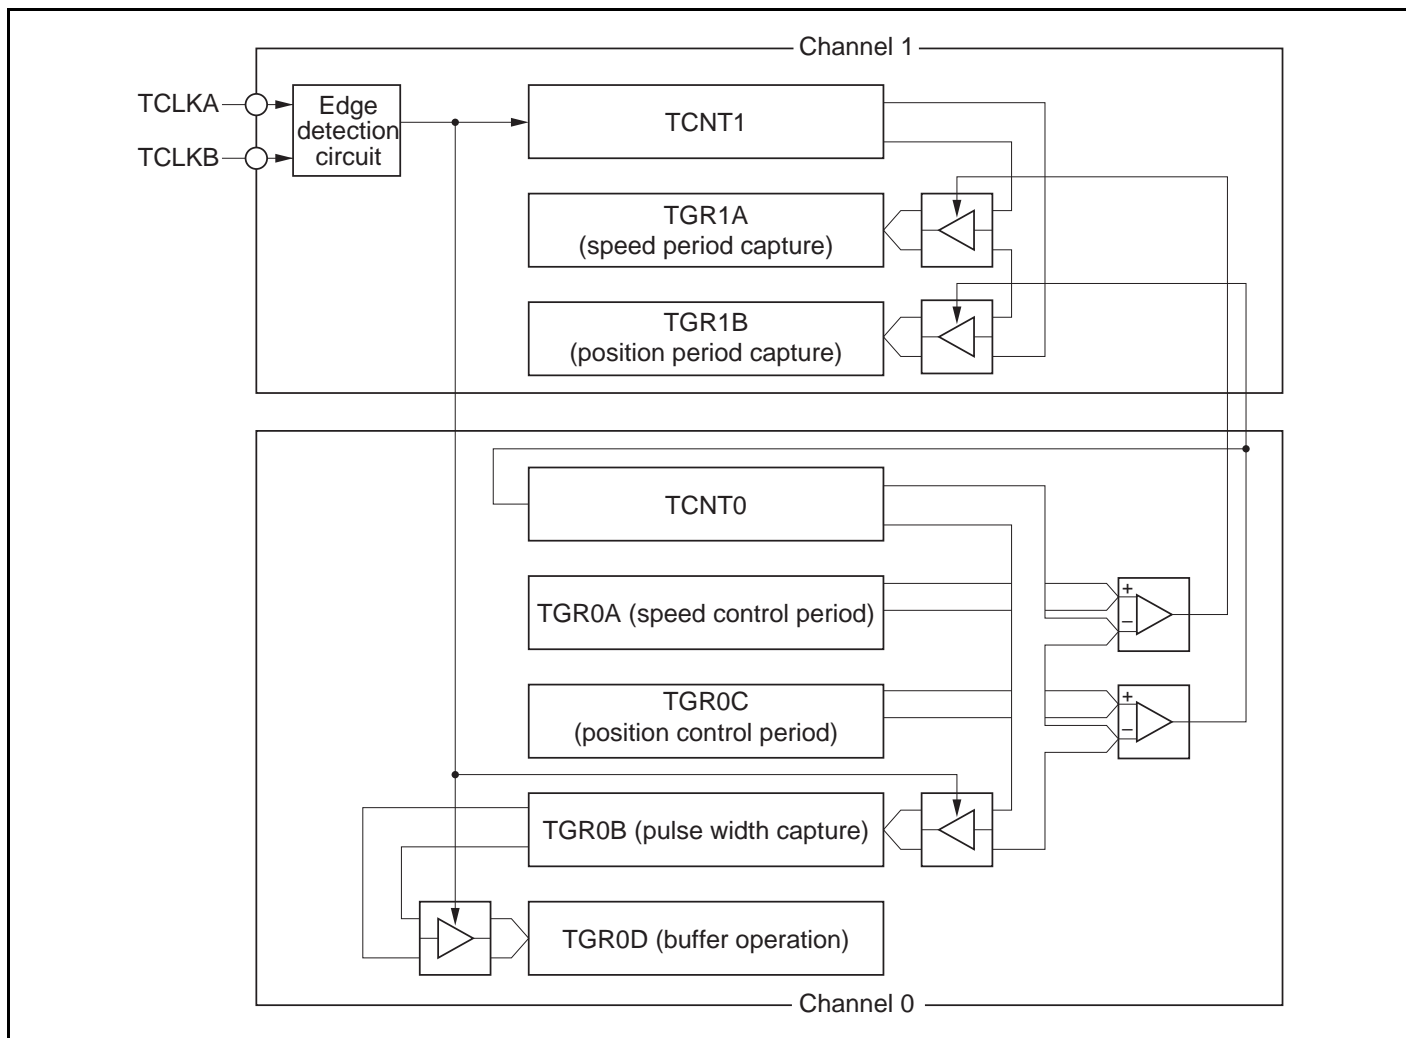 Channel 1
TCLKA
TCLKB
Edge
detection
circuit
TCNT1
TGR1A
(speed period capture)
TGR1B
(position period capture)
TCNT0
TGR0A (speed control period)
+
–
TGR0C
(position control period)
+
–
TGR0B (pulse width capture)
TGR0D (buffer operation)
Channel 0